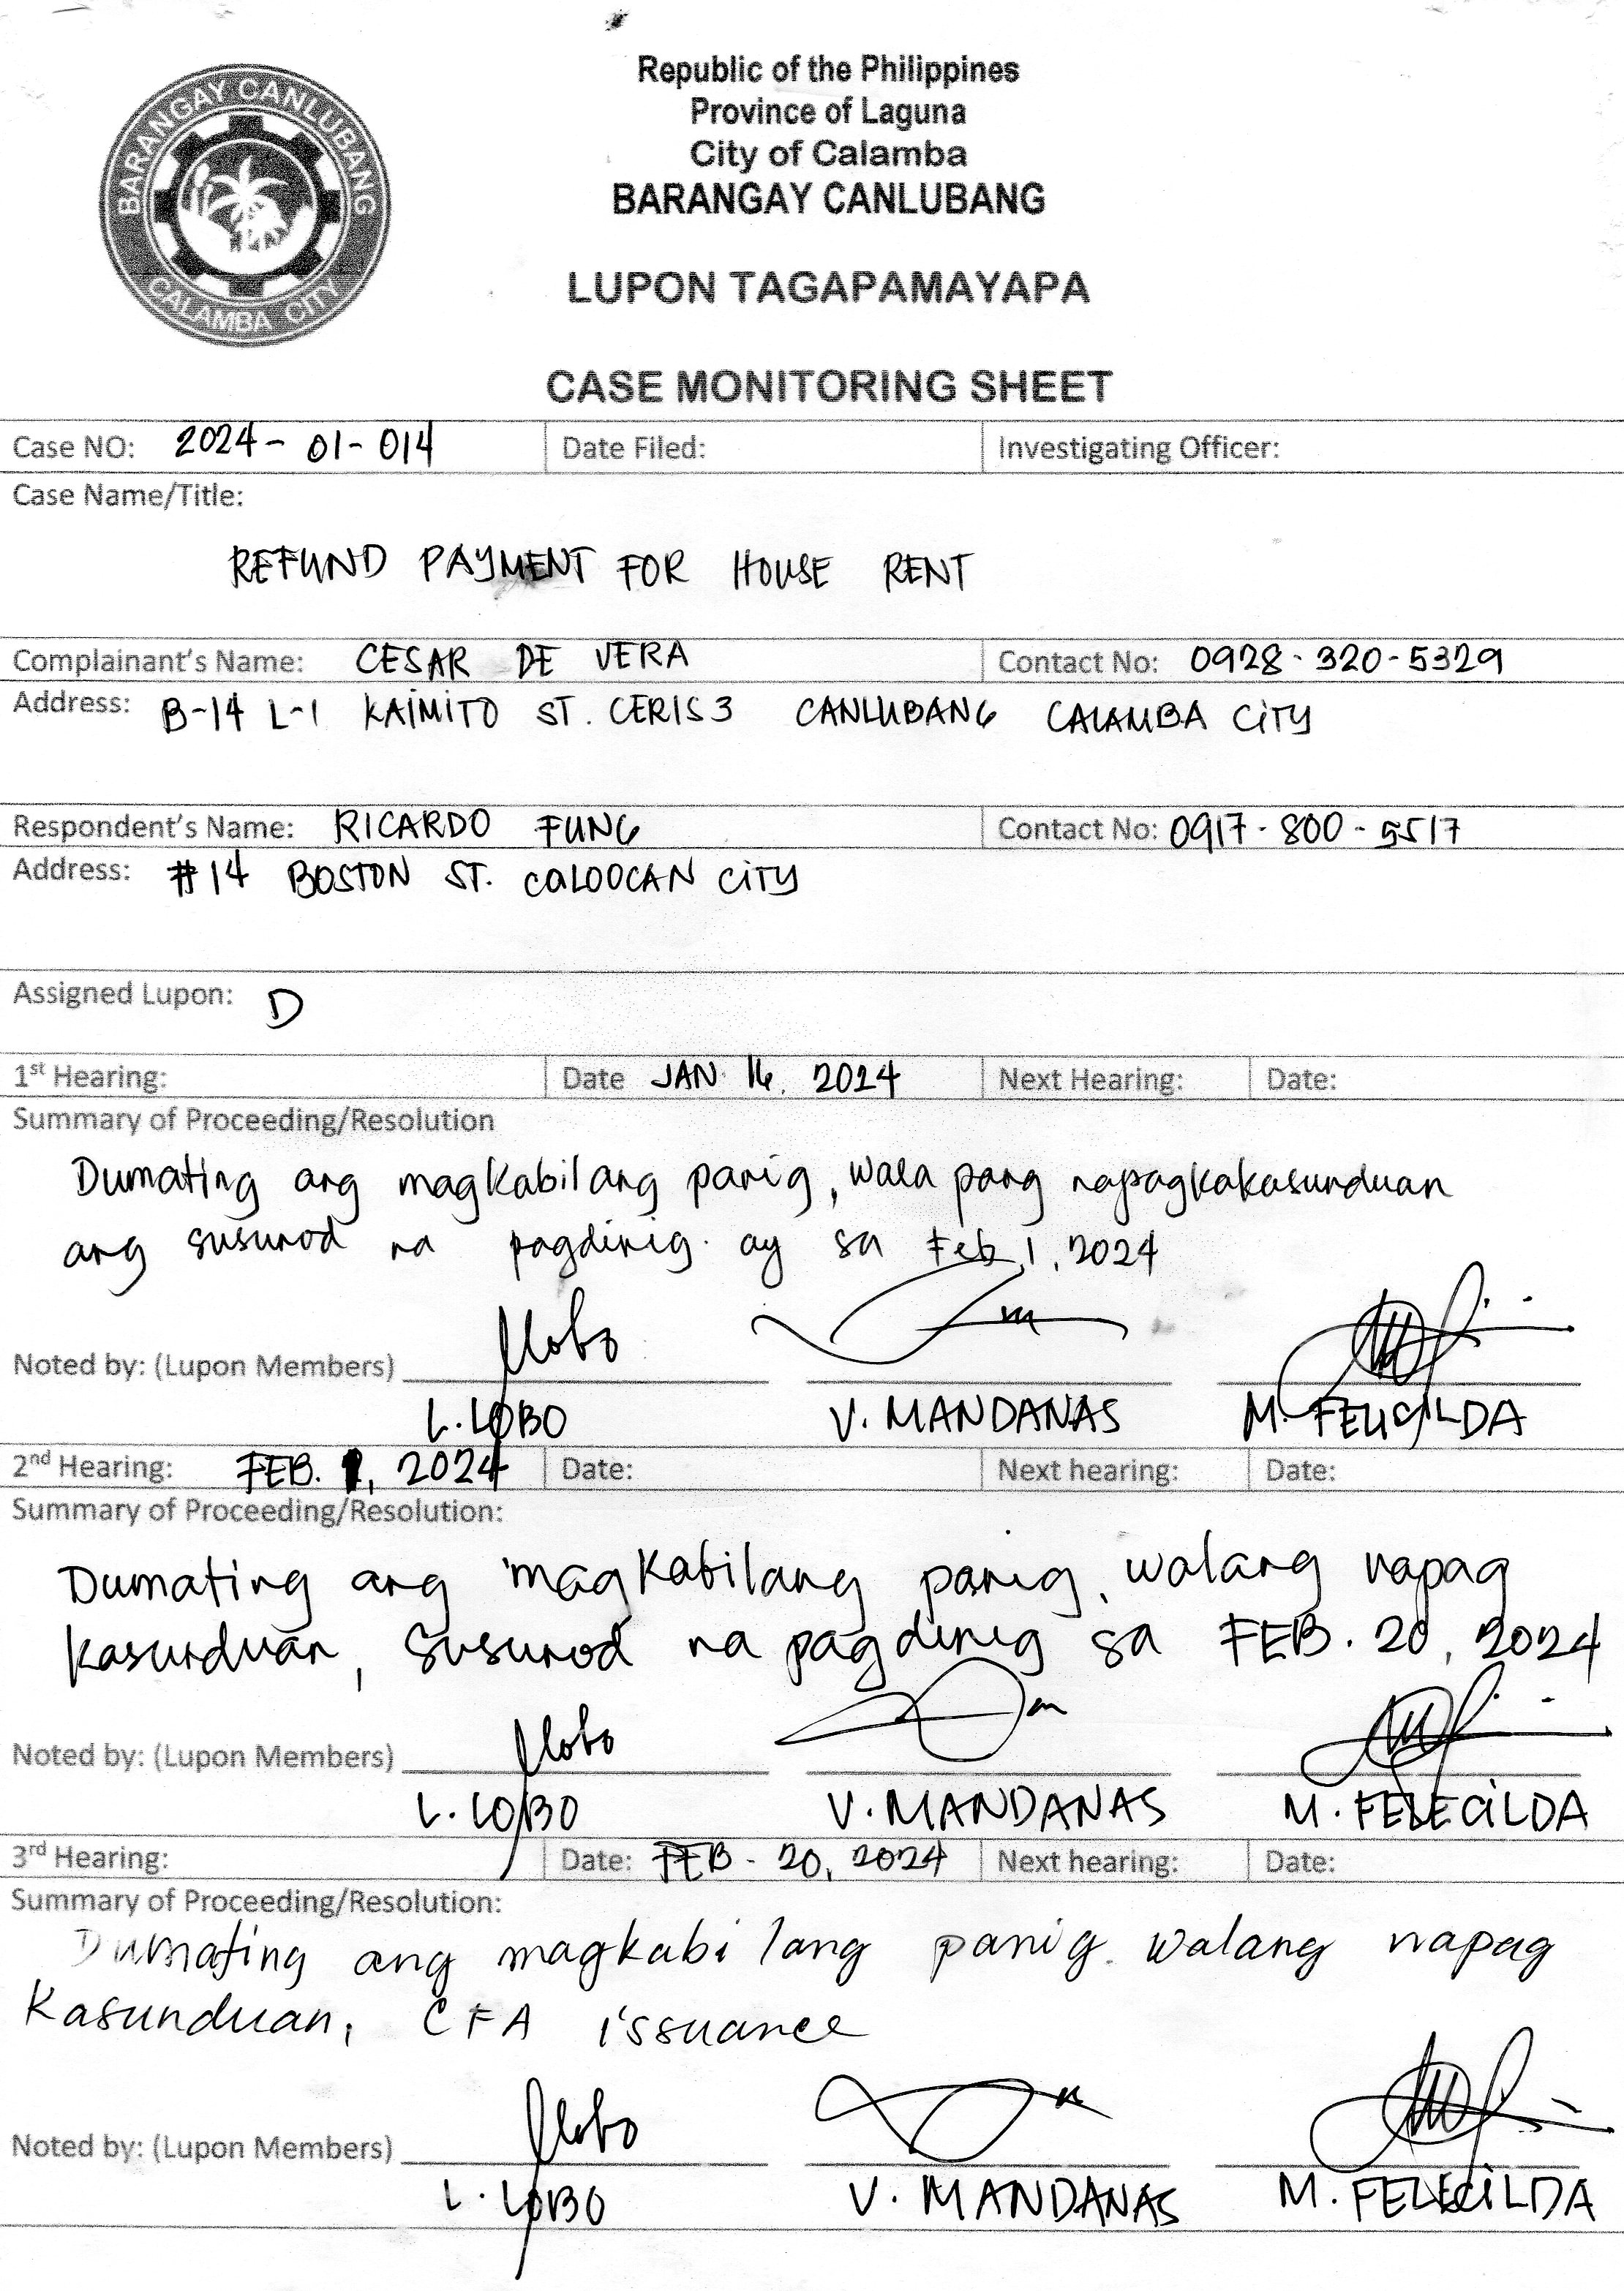 BARANGAY CANLUBANG
CALAMBA CITY
Republic of the Philippines
Province of Laguna
City of Calamba
BARANGAY CANLUBANG
LUPON TAGAPAMAYAPA
CASE MONITORING SHEET
Case NO: 2024-01-014 Date Filed: Investigating Officer:
Case Name/Title:
REFUND PAYMENT FOR HOUSE RENT
Complainant's Name: CESAR DE VERA Contact No: 0928-320-5329
Address: B-14 L-1 KAIMITO ST. CERIS 3 CANLUBANG CALAMBA CITY
Respondent's Name: RICARDO FUNG Contact No: 0917-800-5517
Address: #14 BOSTON ST. CALOOCAN CITY
Assigned Lupon: D
1st Hearing: Date JAN 16, 2024 Next Hearing: Date:
Summary of Proceeding/Resolution
Dumating ang magkabilang panig, wala pang napagkakasunduan
ang susunod na pagdinig ay sa Feb 1, 2024
Noted by: (Lupon Members)
L. LOBO V. MANDANAS M. FELICILDA
2nd Hearing: FEB. 1, 2024 Date: Next hearing: Date:
Summary of Proceeding/Resolution:
Dumating ang magkabilang panig, walang napag
kasunduan, susunod na pagdinig sa FEB. 20, 2024
Noted by: (Lupon Members)
L. LOBO V. MANDANAS M. FELECILDA
3rd Hearing: Date: FEB - 20, 2024 Next hearing: Date:
Summary of Proceeding/Resolution:
Dumating ang magkabilang panig. walang napag
kasunduan, CFA issuance
Noted by: (Lupon Members)
L. LOBO V. MANDANAS M. FELECILDA